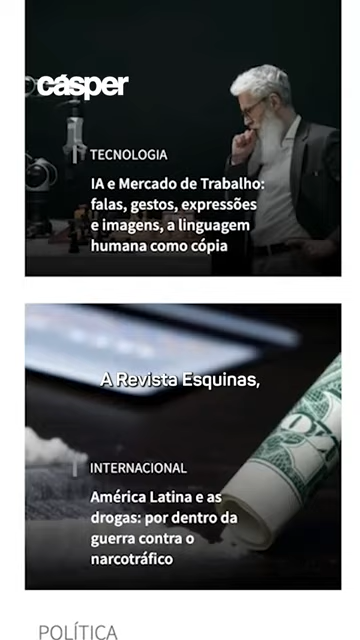 cásper
TECNOLOGIA
IA e Mercado de Trabalho:
falas, gestos, expressões
e imagens, a linguagem
humana como cópia
A Revista Esquinas,
INTERNACIONAL
América Latina e as
drogas: por dentro da
guerra contra o
narcotráfico
POLÍTICA